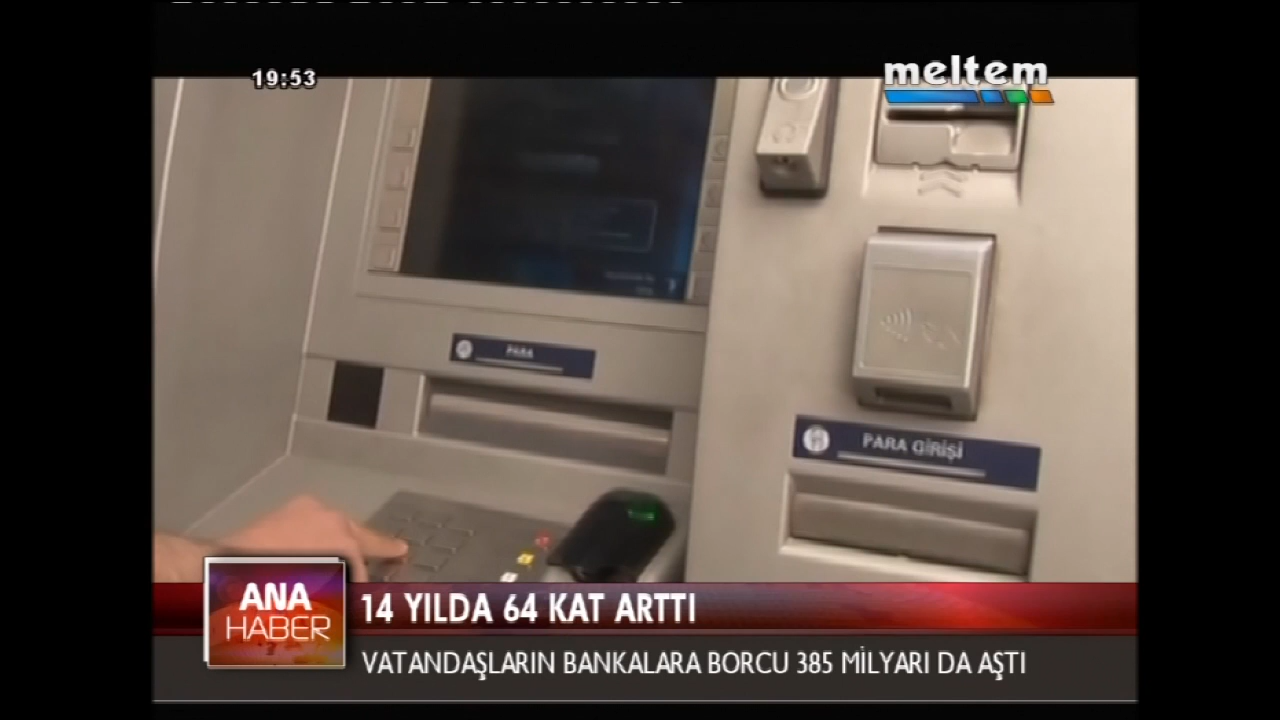 19:53
meltem
PARA
PARA GİRİŞİ
ANA
HABER
14 YILDA 64 KAT ARTTI
VATANDAŞLARIN BANKALARA BORCU 385 MİLYARI DA AŞTI